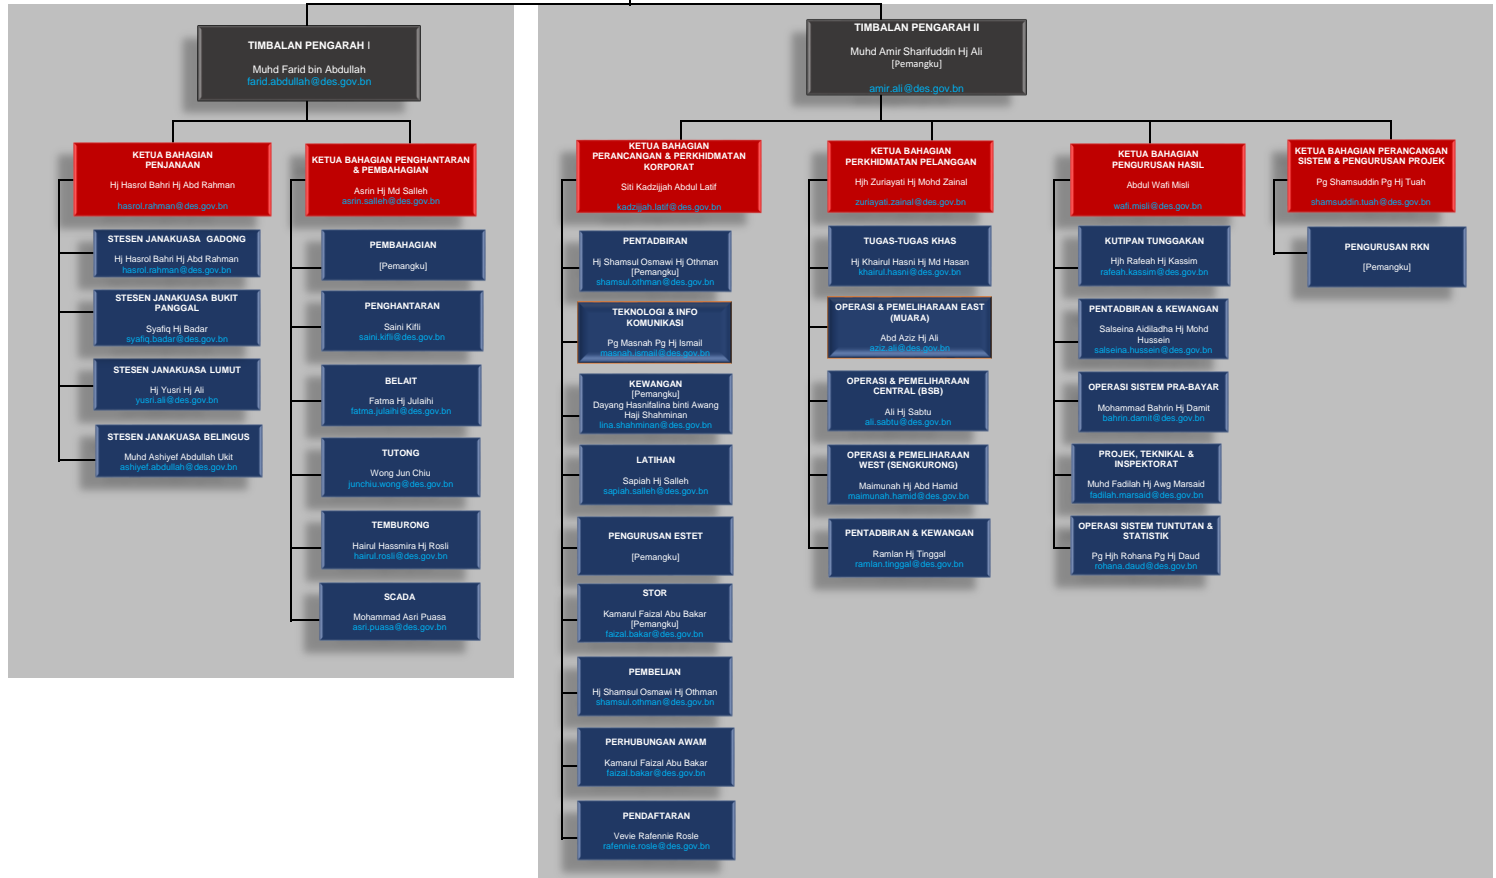 TIMBALAN PENGARAH I
Muhd Farid bin Abdullah
farid.abdullah@des.gov.bn
KETUA BAHAGIAN
PENJANAAN
Hj Hasrol Bahri Hj Abd Rahman
hasrol.rahman@des.gov.bn
STESEN JANAKUASA GADONG
Hj Hasrol Bahri Hj Abd Rahman
hasrol.rahman@des.gov.bn
STESEN JANAKUASA BUKIT
PANGGAL
Syafiq Hj Badar
syafiq.badar@des.gov.bn
STESEN JANAKUASA LUMUT
Hj Yusri Hj Ali
yusri.ali@des.gov.bn
STESEN JANAKUASA BELINGUS
Muhd Ashiyef Abdullah Ukit
ashiyef.abdullah@des.gov.bn
KETUA BAHAGIAN PENGHANTARAN
& PEMBAHAGIAN
Asrin Hj Md Salleh
asrin.salleh@des.gov.bn
PEMBAHAGIAN
[Pemangku]
PENGHANTARAN
Saini Kifli
saini.kifli@des.gov.bn
BELAIT
Fatma Hj Julaihi
fatma.julaihi@des.gov.bn
TUTONG
Wong Jun Chiu
junchiu.wong@des.gov.bn
TEMBURONG
Hairul Hassmira Hj Rosli
hairul.rosli@des.gov.bn
SCADA
Mohammad Asri Puasa
asri.puasa@des.gov.bn
TIMBALAN PENGARAH II
Muhd Amir Sharifuddin Hj Ali
[Pemangku]
amir.ali@des.gov.bn
KETUA BAHAGIAN
PERANCANGAN & PERKHIDMATAN
KORPORAT
Siti Kadzijjah Abdul Latif
kadzijjah.latif@des.gov.bn
PENTADBIRAN
Hj Shamsul Osmawi Hj Othman
[Pemangku]
shamsul.othman@des.gov.bn
TEKNOLOGI & INFO
KOMUNIKASI
Pg Masnah Pg Hj Ismail
masnah.ismail@des.gov.bn
KEWANGAN
[Pemangku]
Dayang Hasnifalina binti Awang
Haji Shahminan
lina.shahminan@des.gov.bn
LATIHAN
Sapiah Hj Salleh
sapiah.salleh@des.gov.bn
PENGURUSAN ESTET
[Pemangku]
STOR
Kamarul Faizal Abu Bakar
[Pemangku]
faizal.bakar@des.gov.bn
PEMBELIAN
Hj Shamsul Osmawi Hj Othman
shamsul.othman@des.gov.bn
PERHUBUNGAN AWAM
Kamarul Faizal Abu Bakar
faizal.bakar@des.gov.bn
PENDAFTARAN
Vevie Rafennie Rosle
rafennie.rosle@des.gov.bn
KETUA BAHAGIAN
PERKHIDMATAN PELANGGAN
Hjh Zuriayati Hj Mohd Zainal
zuriayati.zainal@des.gov.bn
TUGAS-TUGAS KHAS
Hj Khairul Hasni Hj Md Hasan
khairul.hasni@des.gov.bn
OPERASI & PEMELIHARAAN EAST
(MUARA)
Abd Aziz Hj Ali
aziz.ali@des.gov.bn
OPERASI & PEMELIHARAAN
CENTRAL (BSB)
Ali Hj Sabtu
ali.sabtu@des.gov.bn
OPERASI & PEMELIHARAAN
WEST (SENGKURONG)
Maimunah Hj Abd Hamid
maimunah.hamid@des.gov.bn
PENTADBIRAN & KEWANGAN
Ramlan Hj Tinggal
ramlan.tinggal@des.gov.bn
KETUA BAHAGIAN
PENGURUSAN HASIL
Abdul Wafi Misli
wafi.misli@des.gov.bn
KUTIPAN TUNGGAKAN
Hjh Rafeah Hj Kassim
rafeah.kassim@des.gov.bn
PENTADBIRAN & KEWANGAN
Salseina Aidiladha Hj Mohd
Hussein
salseina.hussein@des.gov.bn
OPERASI SISTEM PRA-BAYAR
Mohammad Bahrin Hj Damit
bahrin.damit@des.gov.bn
PROJEK, TEKNIKAL &
INSPEKTORAT
Muhd Fadilah Hj Awg Marsaid
fadilah.marsaid@des.gov.bn
OPERASI SISTEM TUNTUTAN &
STATISTIK
Pg Hjh Rohana Pg Hj Daud
rohana.daud@des.gov.bn
KETUA BAHAGIAN PERANCANGAN
SISTEM & PENGURUSAN PROJEK
Pg Shamsuddin Pg Hj Tuah
shamsuddin.tuah@des.gov.bn
PENGURUSAN RKN
[Pemangku]